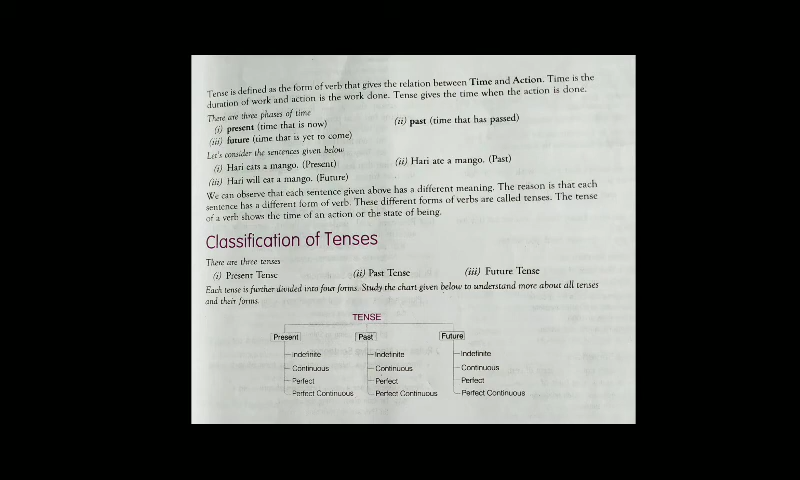 Tense is defined as the form of verb that gives the relation between Time and Action. Time is the
duration of work and action is the work done. Tense gives the time when the action is done.
There are three phases of time
(i) present (time that is now) (ii) past (time that has passed)
(iii) future (time that is yet to come)
Let's consider the sentences given below
(i) Hari eats a mango. (Present) (ii) Hari ate a mango. (Past)
(iii) Hari will eat a mango. (Future)
We can observe that each sentence given above has a different meaning. The reason is that each
sentence has a different form of verb. These different forms of verbs are called tenses. The tense
of a verb shows the time of an action or the state of being.
Classification of Tenses
There are three tenses
(i) Present Tense (ii) Past Tense (iii) Future Tense
Each tense is further divided into four forms. Study the chart given below to understand more about all tenses
and their forms.
TENSE
Present Past Future
Indefinite Indefinite Indefinite
Continuous Continuous Continuous
Perfect Perfect Perfect
Perfect Continuous Perfect Continuous Perfect Continuous